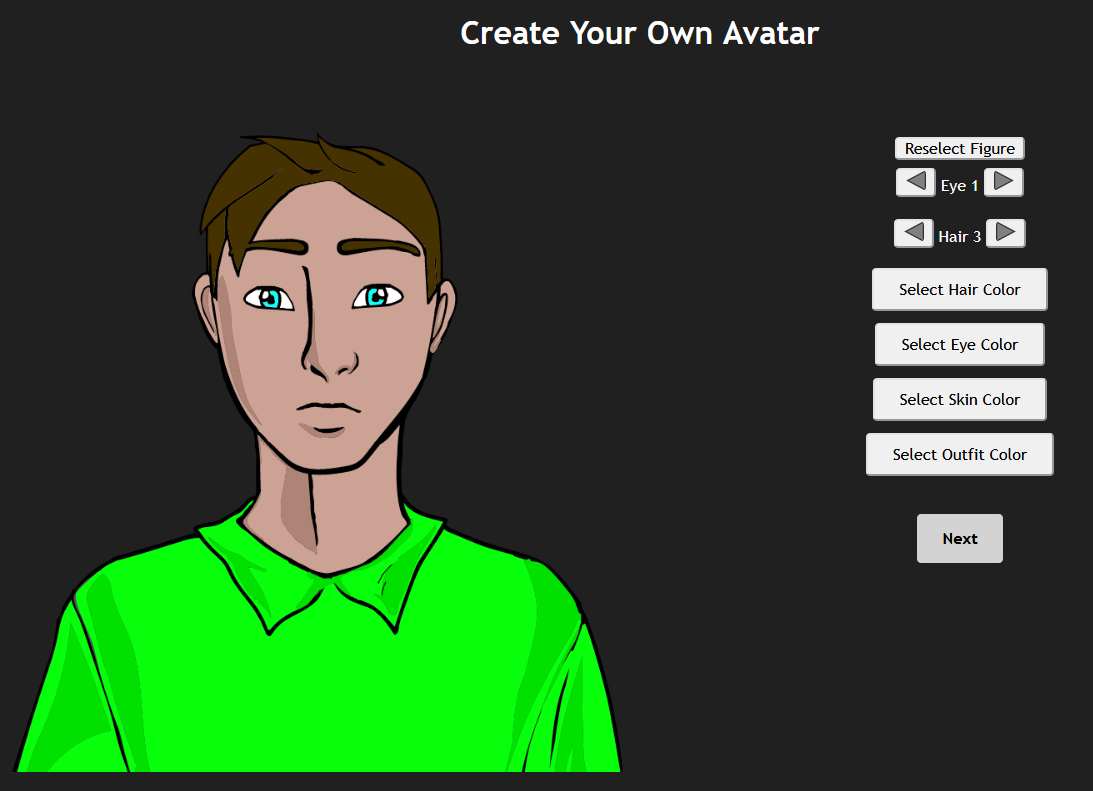 Create Your Own Avatar
Reselect Figure
Eye 1
Hair 3
Select Hair Color
Select Eye Color
Select Skin Color
Select Outfit Color
Next